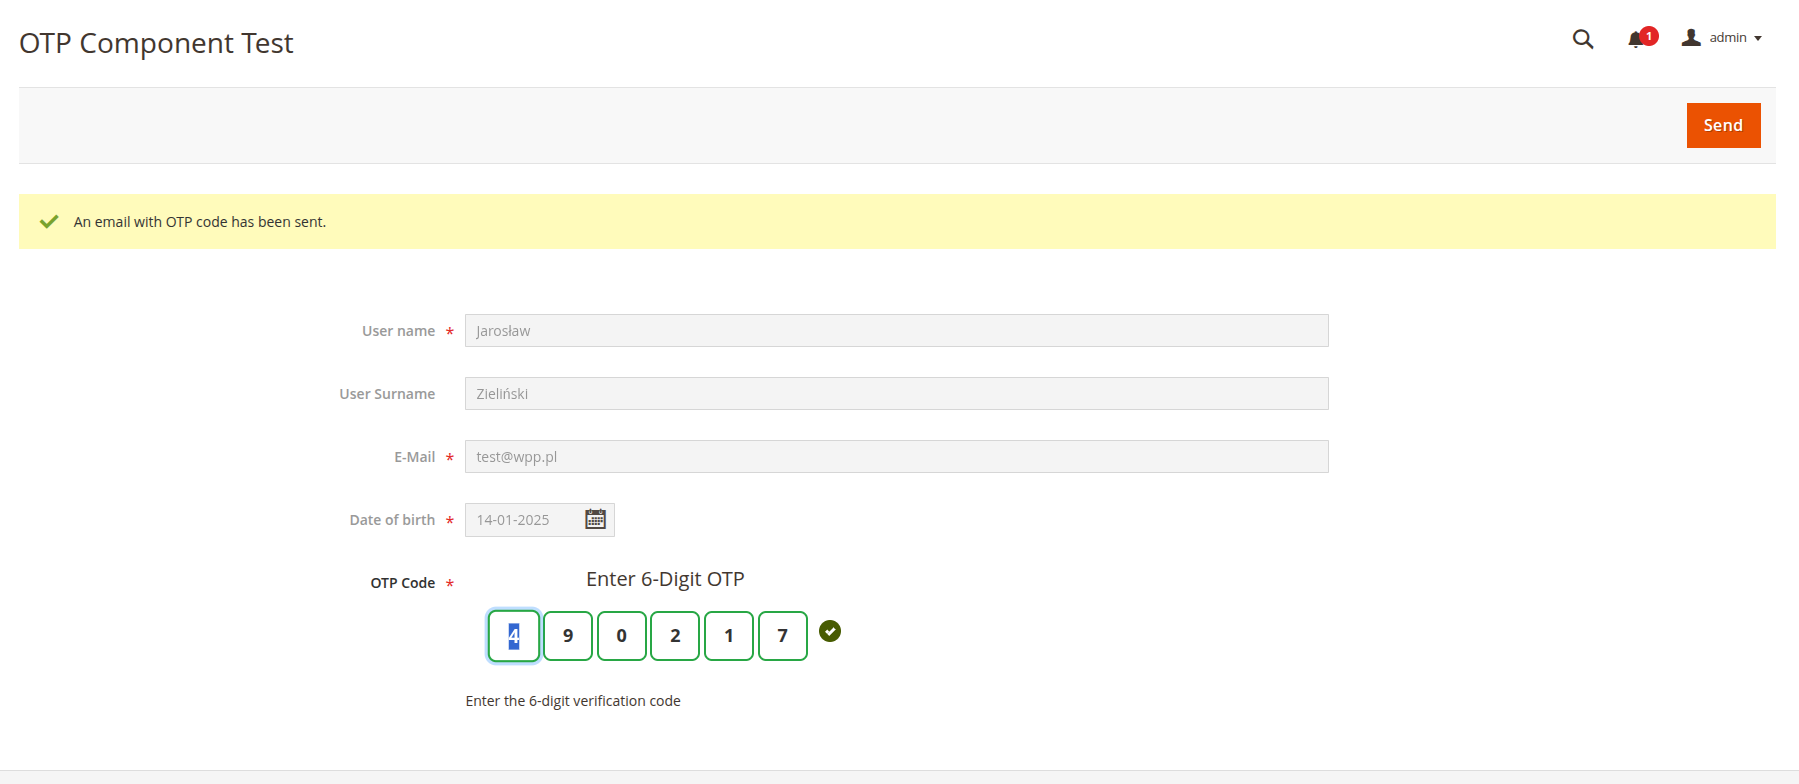 OTP Component Test
1
admin
Send
An email with OTP code has been sent.
User name *
Jarosław
User Surname
Zieliński
E-Mail *
test@wpp.pl
Date of birth *
14-01-2025
OTP Code *
Enter 6-Digit OTP
4 9 0 2 1 7
Enter the 6-digit verification code